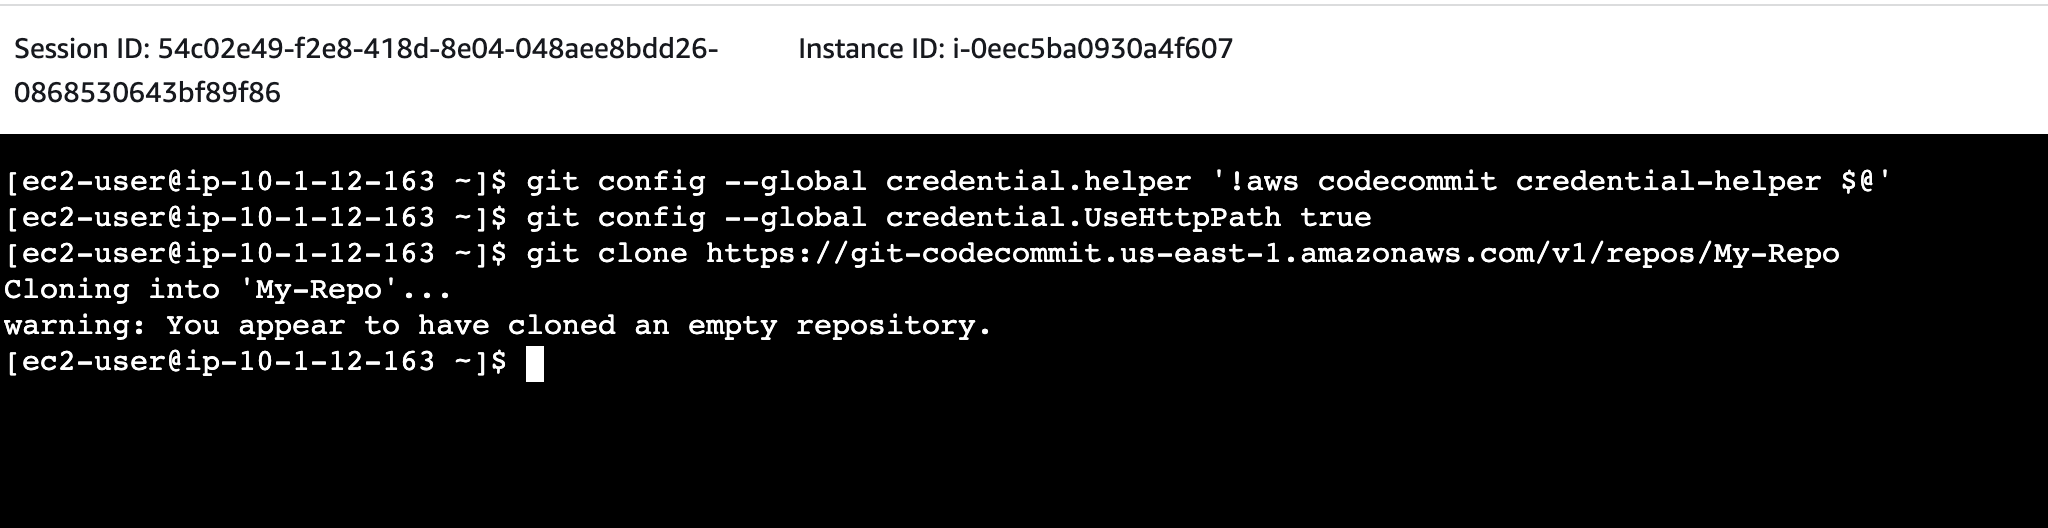 Session ID: 54c02e49-f2e8-418d-8e04-048aee8bdd26-
0868530643bf89f86
Instance ID: i-0eec5ba0930a4f607
[ec2-user@ip-10-1-12-163 ~]$ git config --global credential.helper '!aws codecommit credential-helper $@'
[ec2-user@ip-10-1-12-163 ~]$ git config --global credential.UseHttpPath true
[ec2-user@ip-10-1-12-163 ~]$ git clone https://git-codecommit.us-east-1.amazonaws.com/v1/repos/My-Repo
Cloning into 'My-Repo'...
warning: You appear to have cloned an empty repository.
[ec2-user@ip-10-1-12-163 ~]$